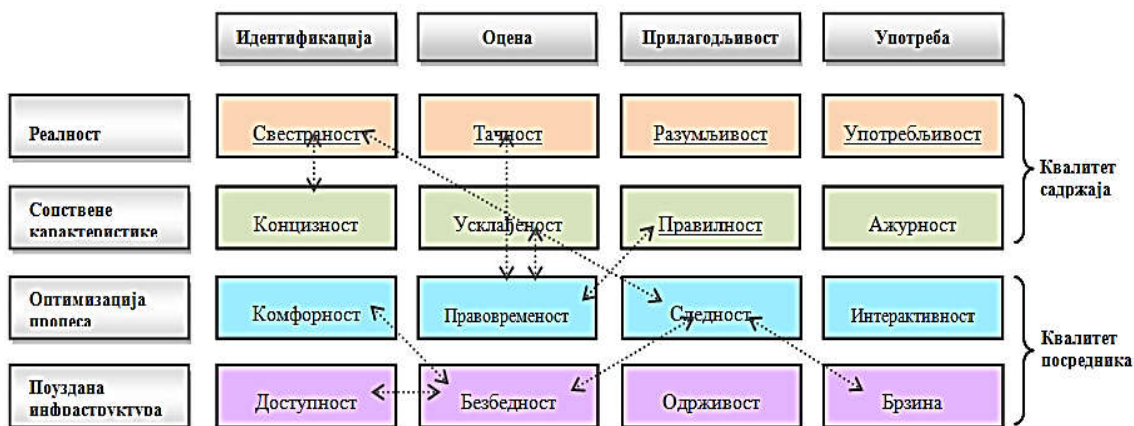 Идентификација
Оцена
Прилагодљивост
Употреба
Реалност
Свестраност
Тачност
Разумљивост
Употребљивост
Квалитет
садржаја
Сопствене
карактеристике
Концизност
Усклађеност
Правилност
Ажурност
Оптимизација
процеса
Комфорност
Правовременост
Следност
Интерактивност
Квалитет
посредника
Поуздана
инфраструктура
Доступност
Безбедност
Одрживост
Брзина